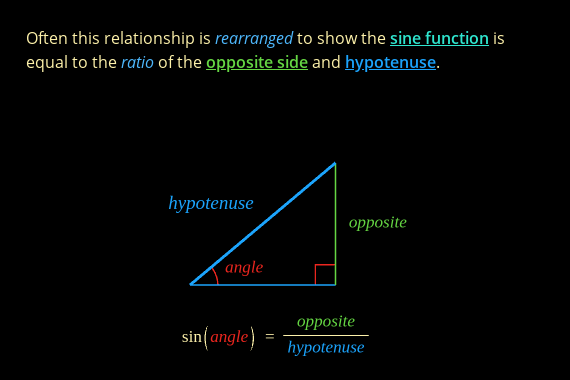 Often this relationship is rearranged to show the sine function is
equal to the ratio of the opposite side and hypotenuse.
hypotenuse
opposite
angle
sin(angle) = opposite / hypotenuse